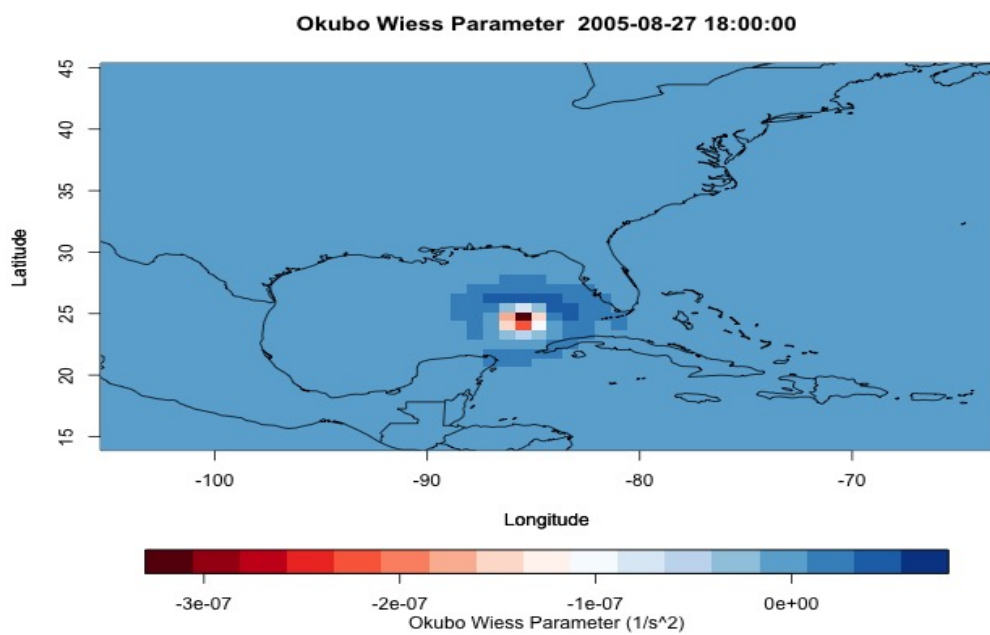 Okubo Wiess Parameter 2005-08-27 18:00:00
45
40
35
30
25
20
15
Latitude
-100 -90 -80 -70
Longitude
-3e-07 -2e-07 -1e-07 0e+00
Okubo Wiess Parameter (1/s^2)